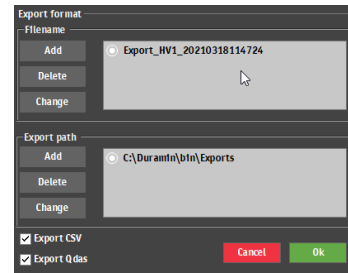 Export format
Filename
Add
Export_HV1_20210318114724
Delete
Change
Export path
Add
C:\Duramin\bin\Exports
Delete
Change
Export CSV
Export Qdas
Cancel
Ok